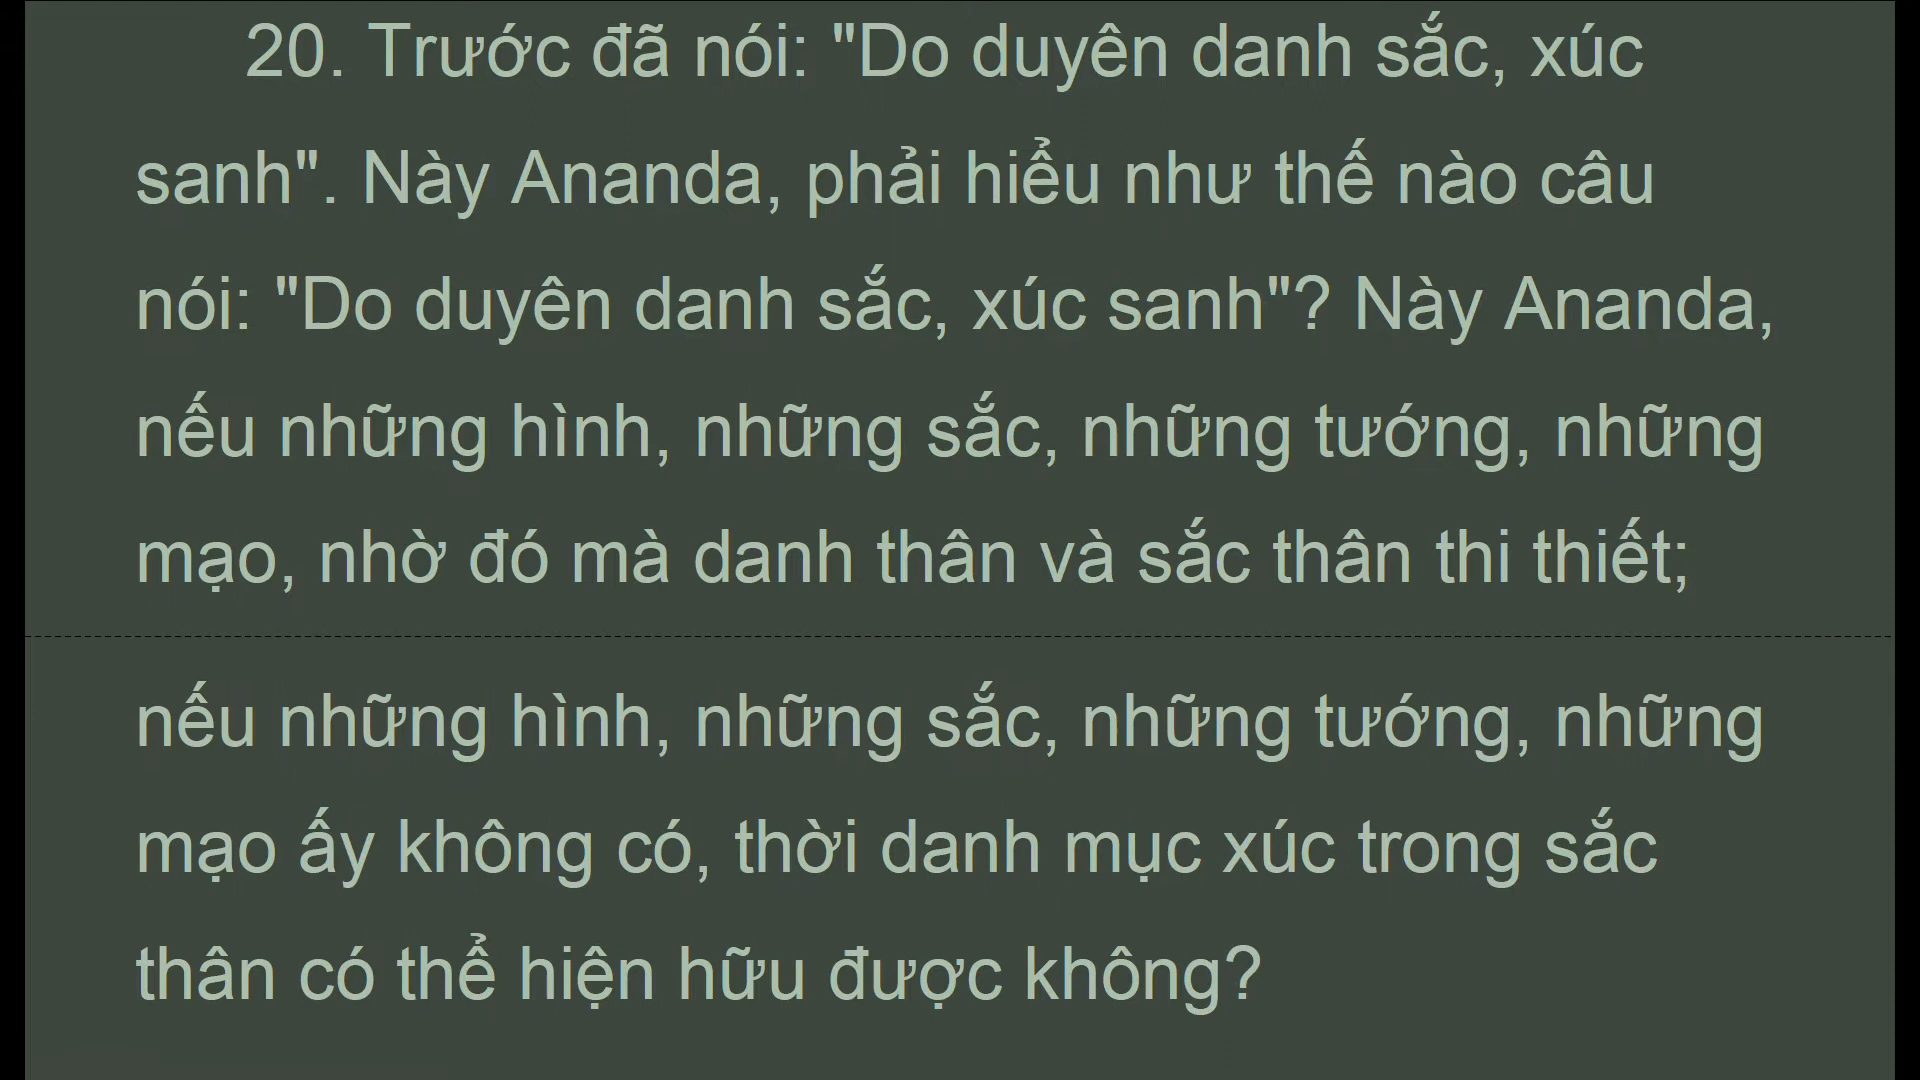 20. Trước đã nói: "Do duyên danh sắc, xúc
sanh". Này Ananda, phải hiểu như thế nào câu
nói: "Do duyên danh sắc, xúc sanh"? Này Ananda,
nếu những hình, những sắc, những tướng, những
mạo, nhờ đó mà danh thân và sắc thân thi thiết;
nếu những hình, những sắc, những tướng, những
mạo ấy không có, thời danh mục xúc trong sắc
thân có thể hiện hữu được không?